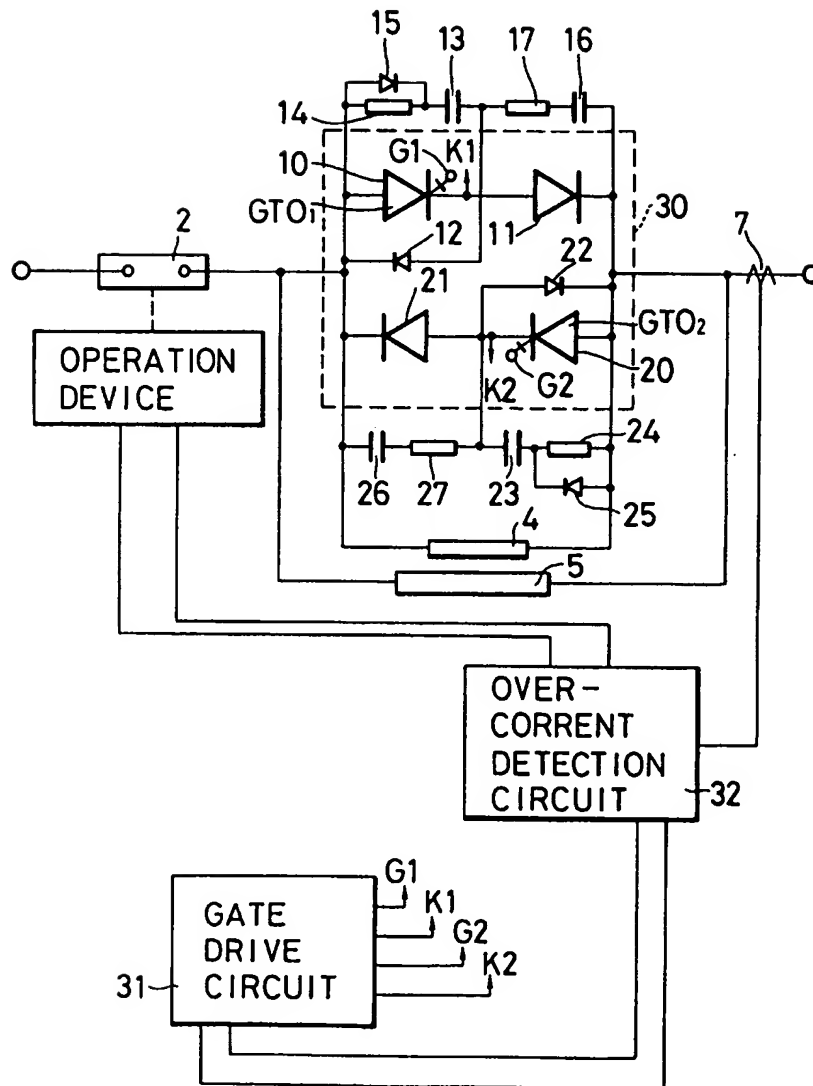 15
13
17
16
14
G1
K1
10
GTO1
30
2
12
11
22
7
21
GTO2
OPERATION
DEVICE
K2
G2
20
24
26
27
23
25
4
5
OVER-
CORRENT
DETECTION
CIRCUIT
32
G1
GATE
DRIVE
CIRCUIT
K1
G2
K2
31